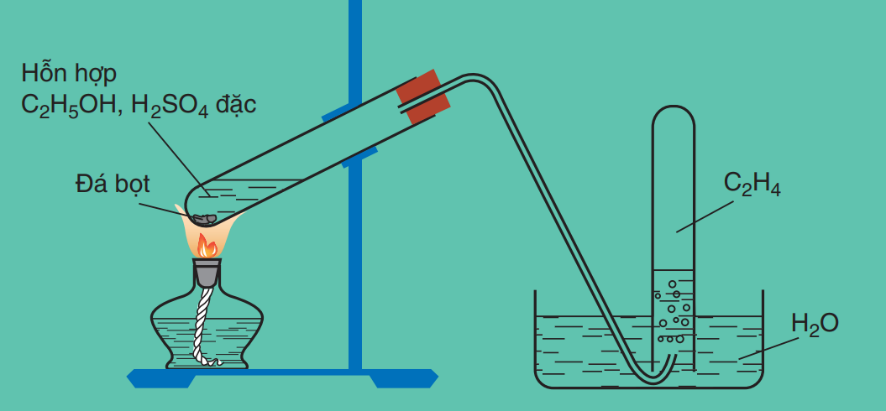 Hỗn hợp
C₂H₅OH, H₂SO₄ đặc
Đá bọt
C₂H₄
H₂O